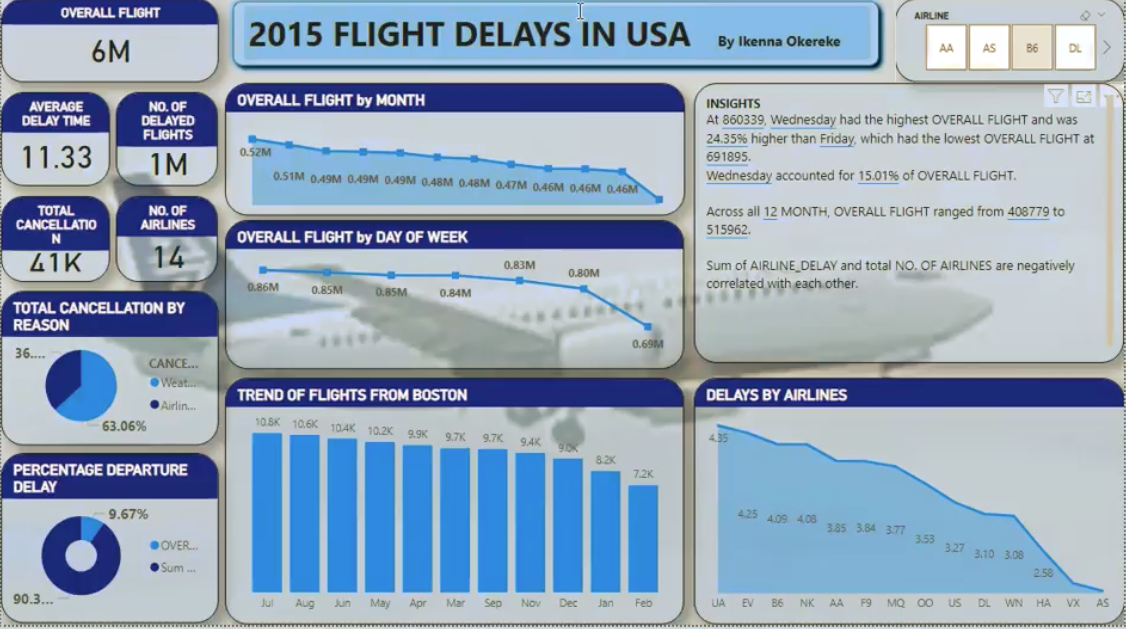 OVERALL FLIGHT
6M
2015 FLIGHT DELAYS IN USA
By Ikenna Okereke
AIRLINE
AA AS B6 DL
AVERAGE
DELAY TIME
11.33
NO. OF
DELAYED
FLIGHTS
1M
TOTAL
CANCELLATIO
N
41K
NO. OF
AIRLINES
14
OVERALL FLIGHT by MONTH
0.52M 0.51M 0.49M 0.49M 0.49M 0.48M 0.48M 0.47M 0.46M 0.46M 0.46M
OVERALL FLIGHT by DAY OF WEEK
0.86M 0.85M 0.85M 0.84M 0.83M 0.80M 0.69M
INSIGHTS
At 860339, Wednesday had the highest OVERALL FLIGHT and was
24.35% higher than Friday, which had the lowest OVERALL FLIGHT at
691895.
Wednesday accounted for 15.01% of OVERALL FLIGHT.
Across all 12 MONTH, OVERALL FLIGHT ranged from 408779 to
515962.
Sum of AIRLINE_DELAY and total NO. OF AIRLINES are negatively
correlated with each other.
TOTAL CANCELLATION BY
REASON
36....
63.06%
CANCE...
Weat...
Airlin...
PERCENTAGE DEPARTURE
DELAY
9.67%
90.3...
OVER...
Sum ...
TREND OF FLIGHTS FROM BOSTON
10.8K 10.6K 10.4K 10.2K 9.9K 9.7K 9.7K 9.4K 9.0K 8.2K 7.2K
Jul Aug Jun May Apr Mar Sep Nov Dec Jan Feb
DELAYS BY AIRLINES
4.35 4.25 4.09 4.08 3.85 3.84 3.77 3.53 3.27 3.10 3.08 2.58
UA EV B6 NK AA F9 MQ OO US DL WN HA VX AS